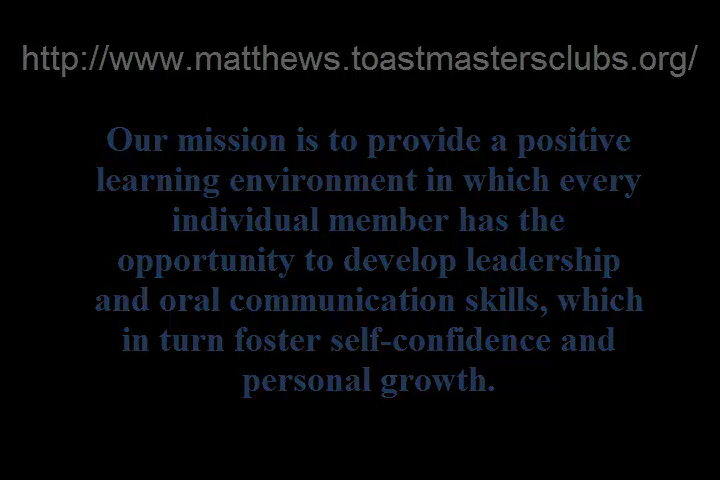 http://www.matthews.toastmastersclubs.org/
Our mission is to provide a positive
learning environment in which every
individual member has the
opportunity to develop leadership
and oral communication skills, which
in turn foster self-confidence and
personal growth.